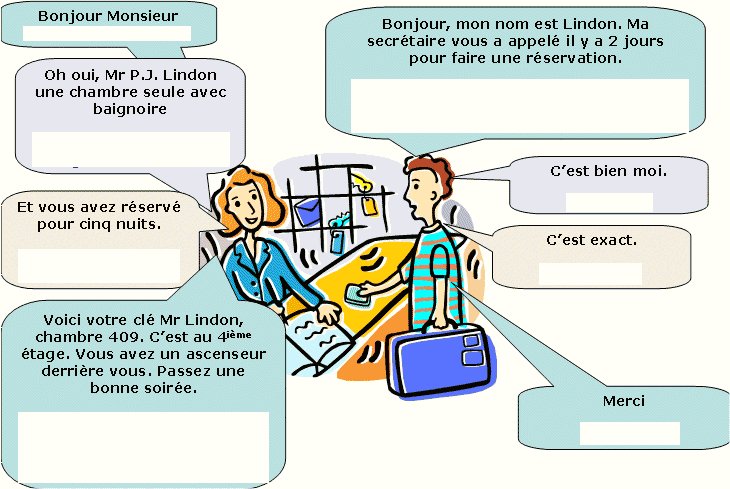 Bonjour Monsieur
Bonjour, mon nom est Lindon. Ma
secrétaire vous a appelé il y a 2 jours
pour faire une réservation.
Oh oui, Mr P.J. Lindon
une chambre seule avec
baignoire
C’est bien moi.
Et vous avez réservé
pour cinq nuits.
C’est exact.
Voici votre clé Mr Lindon,
chambre 409. C’est au 4ième
étage. Vous avez un ascenseur
derrière vous. Passez une
bonne soirée.
Merci